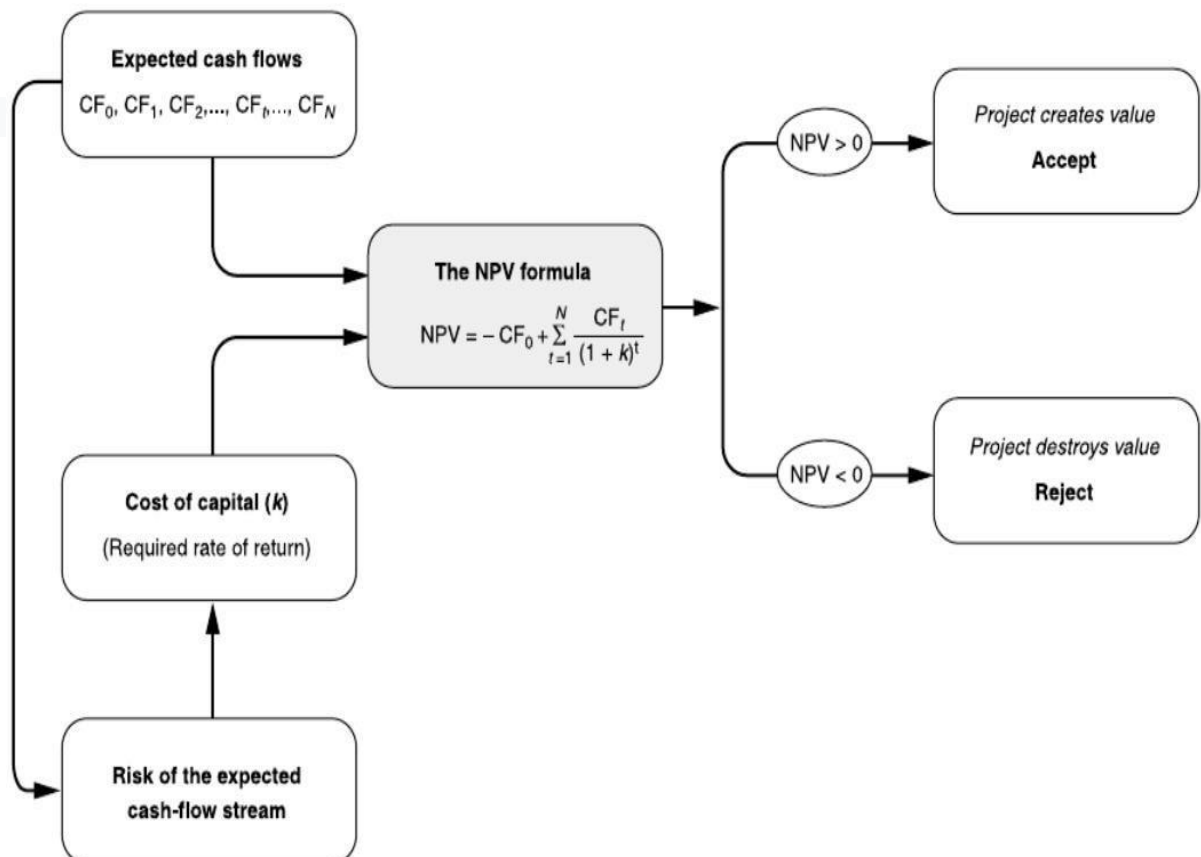 Expected cash flows
CF₀, CF₁, CF₂,..., CFₜ,..., CF_N
The NPV formula
NPV = – CF₀ + N Σ t=1 CFₜ / (1 + k)ᵗ
Cost of capital (k)
(Required rate of return)
Risk of the expected
cash-flow stream
NPV > 0
Project creates value
Accept
NPV < 0
Project destroys value
Reject